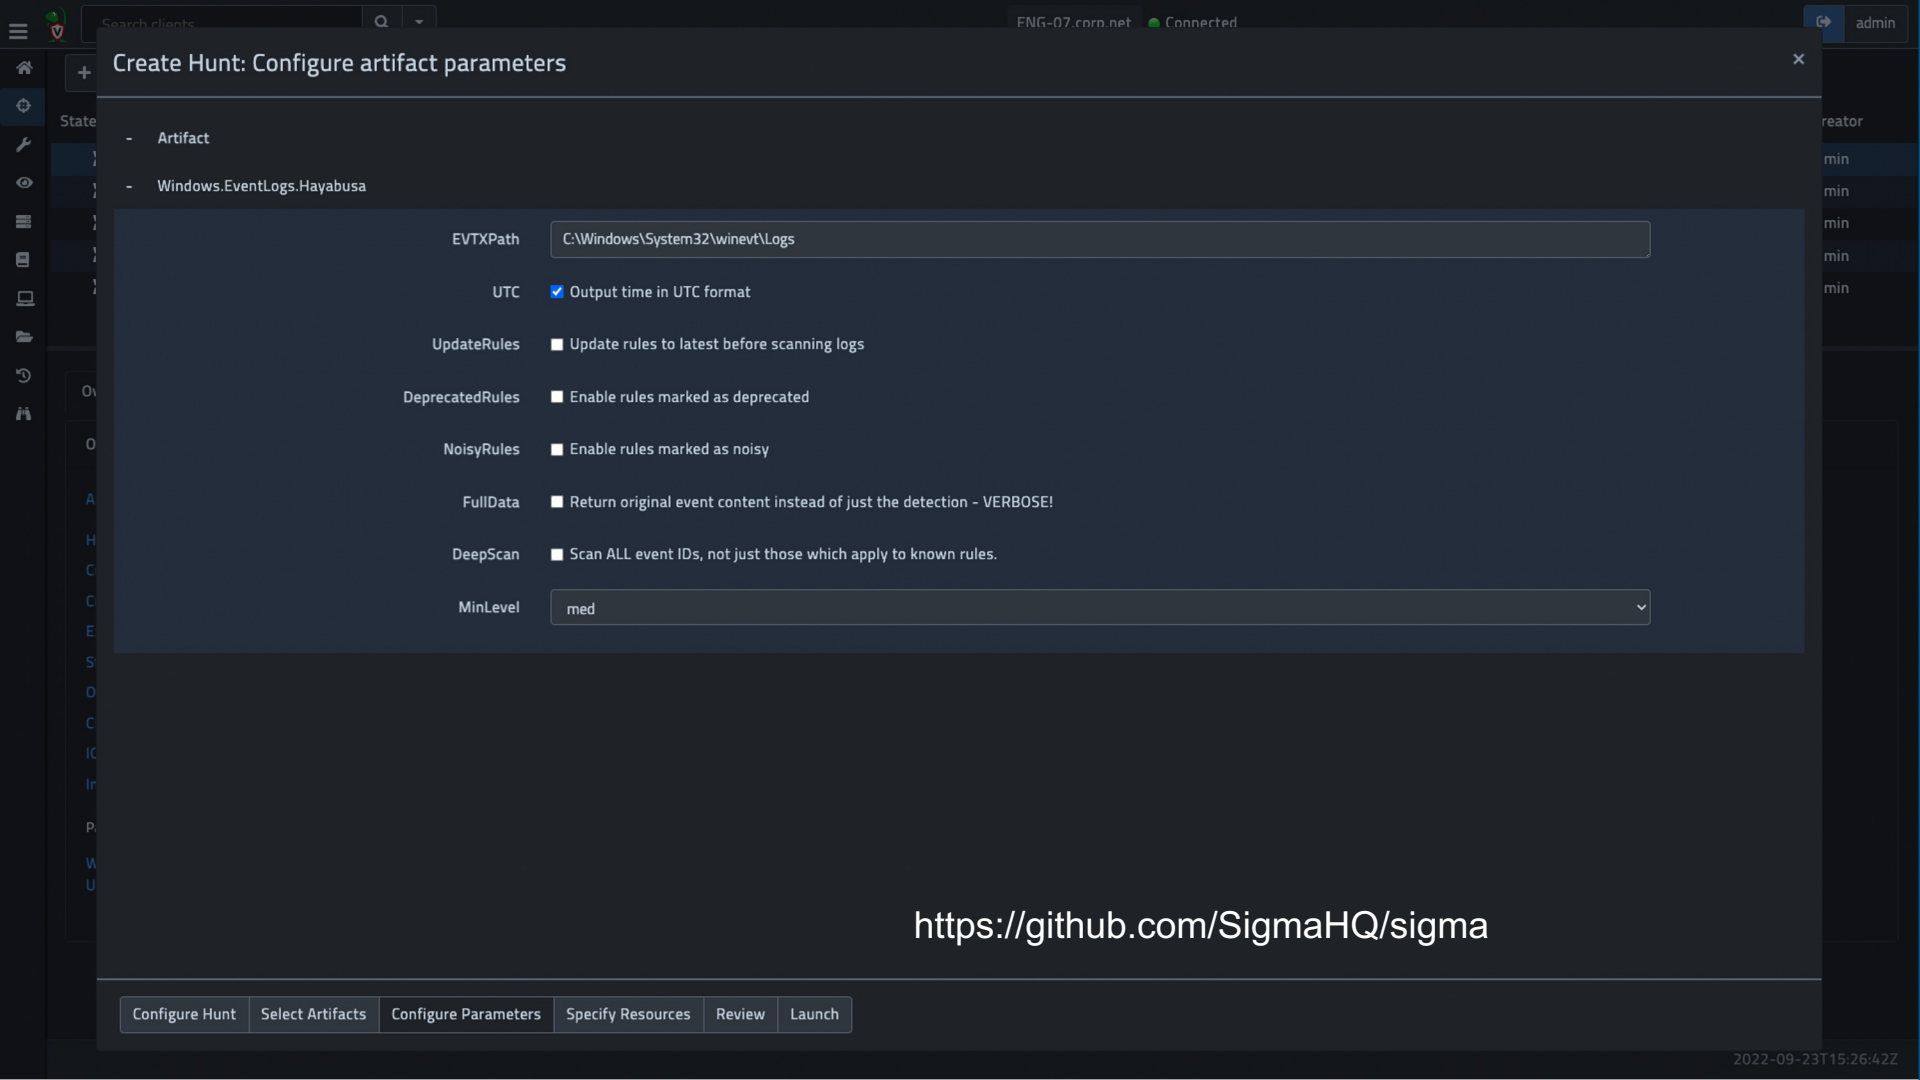 Search clients
ENG-07.corp.net Connected
admin
Create Hunt: Configure artifact parameters
×
State
reator
- Artifact
min
- Windows.EventLogs.Hayabusa
min
EVTXPath C:\Windows\System32\winevt\Logs
min
min
UTC Output time in UTC format
min
UpdateRules Update rules to latest before scanning logs
DeprecatedRules Enable rules marked as deprecated
NoisyRules Enable rules marked as noisy
FullData Return original event content instead of just the detection - VERBOSE!
DeepScan Scan ALL event IDs, not just those which apply to known rules.
MinLevel med
https://github.com/SigmaHQ/sigma
Configure Hunt Select Artifacts Configure Parameters Specify Resources Review Launch
2022-09-23T15:26:42Z